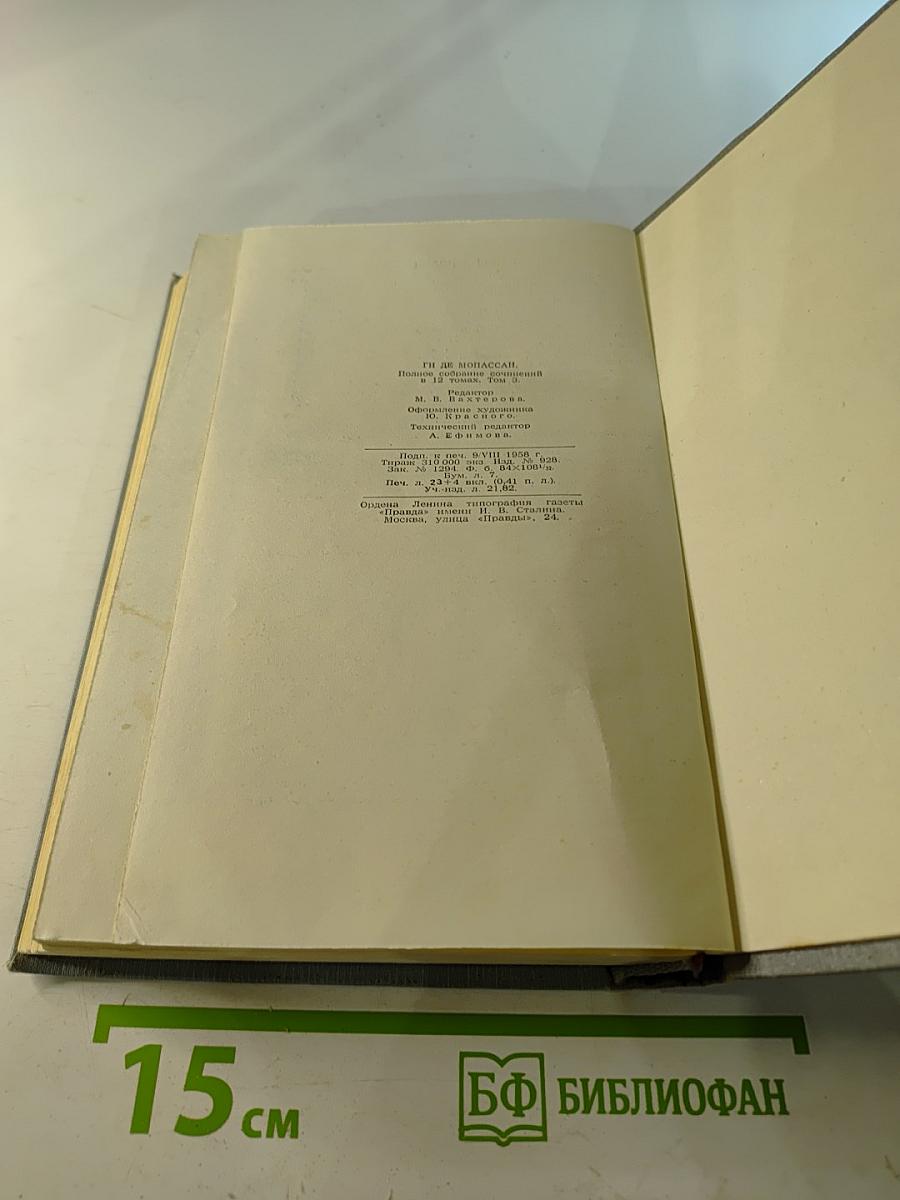 ГИ ДЕ МОПАССАН.
Полное собрание сочинений
в 12 томах. Том 3.
Редактор
М. В. Вахтерова.
Оформление художника
Ю. Красного.
Технический редактор
А. Ефимова.
Подп. к печ. 9/VIII 1958 г.
Тираж 310 000 экз. Изд. № 928.
Зак. № 1294. Ф. б. 84×108¹/₈.
Бум. л. 7.
Печ. л. 23+4 вкл. (0,41 п. л.).
Уч.-изд. л. 21,82.
Ордена Ленина типография газеты
«Правда» имени И. В. Сталина.
Москва, улица «Правды», 24.
15 см
БФ БИБЛИОФАН